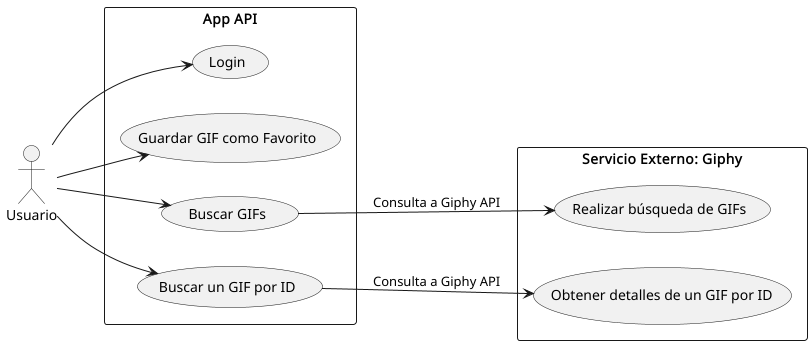 App API
Login
Guardar GIF como Favorito
Usuario
Buscar GIFs
Buscar un GIF por ID
Consulta a Giphy API
Consulta a Giphy API
Servicio Externo: Giphy
Realizar búsqueda de GIFs
Obtener detalles de un GIF por ID